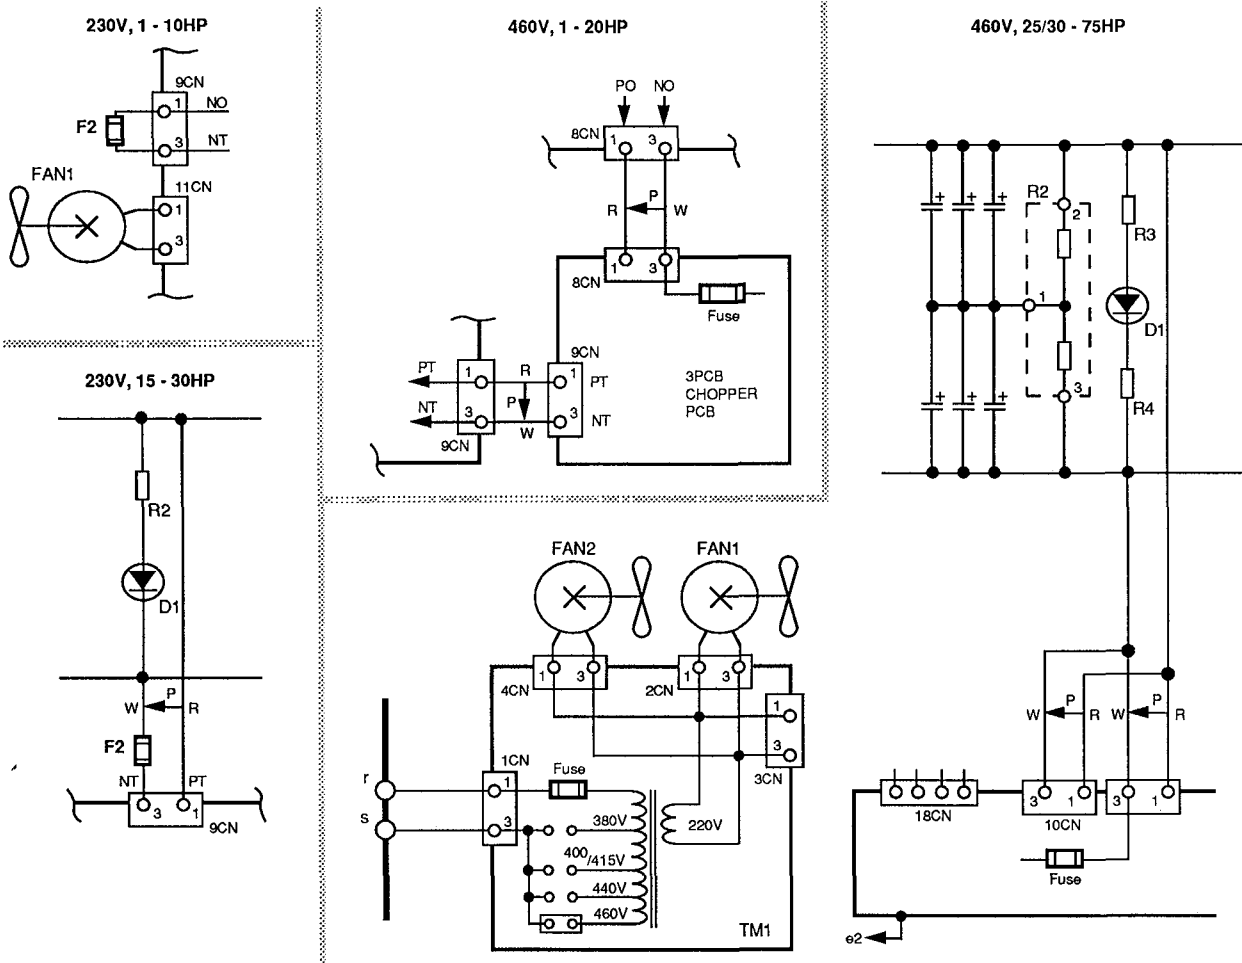 230V, 1 - 10HP
9CN
1
NO
F2
3
NT
FAN1
11CN
1
3
230V, 15 - 30HP
R2
D1
P
W
R
F2
NT
PT
3
1
9CN
460V, 1 - 20HP
PO
NO
8CN
1
3
P
R
W
1
3
8CN
Fuse
9CN
PT
1
R
1
PT
P
NT
3
W
3
NT
9CN
3PCB
CHOPPER
PCB
460V, 25/30 - 75HP
+
+
+
R2
2
R3
1
D1
+
+
+
3
R4
P
W
R
P
W
R
3
1
3
1
18CN
10CN
Fuse
e2
FAN2
FAN1
1
3
1
3
4CN
2CN
1
3
3CN
1CN
Fuse
r
1
s
3
380V
220V
400/415V
440V
460V
TM1